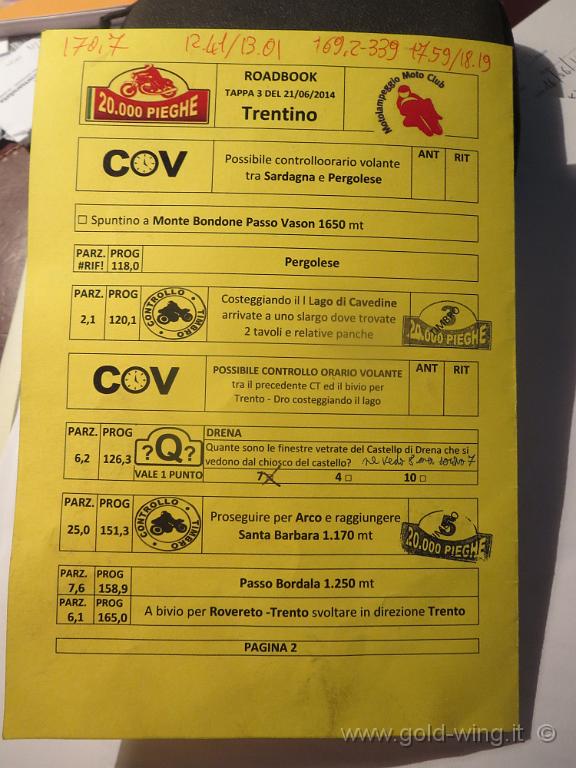 170,7 12.41/13.01 169,2-339 17.59/18.19
20.000 PIEGHE
ROADBOOK
TAPPA 3 DEL 21/06/2014
Trentino
Motolampeggio Moto Club
COV
Possibile controlloorario volante
tra Sardagna e Pergolese
ANT RIT
□ Spuntino a Monte Bondone Passo Vason 1650 mt
PARZ. PROG
#RIF! 118,0
Pergolese
PARZ. PROG
2,1 120,1
CONTROLLO TIMBRO
Costeggiando il l Lago di Cavedine
arrivate a uno slargo dove trovate
2 tavoli e relative panche
3
TIMBRO
20.000 PIEGHE
COV
POSSIBILE CONTROLLO ORARIO VOLANTE
tra il precedente CT ed il bivio per
Trento - Dro costeggiando il lago
ANT RIT
PARZ. PROG
6,2 126,3
?Q?
VALE 1 PUNTO
DRENA
Quante sono le finestre vetrate del Castello di Drena che si
vedono dal chiosco del castello? ne vedo 8 ma sono 7
7 □ 4 □ 10 □
PARZ. PROG
25,0 151,3
CONTROLLO TIMBRO
Proseguire per Arco e raggiungere
Santa Barbara 1.170 mt
5
20.000 PIEGHE
PARZ. PROG
7,6 158,9
Passo Bordala 1.250 mt
PARZ. PROG
6,1 165,0
A bivio per Rovereto -Trento svoltare in direzione Trento
PAGINA 2
www.gold-wing.it ©